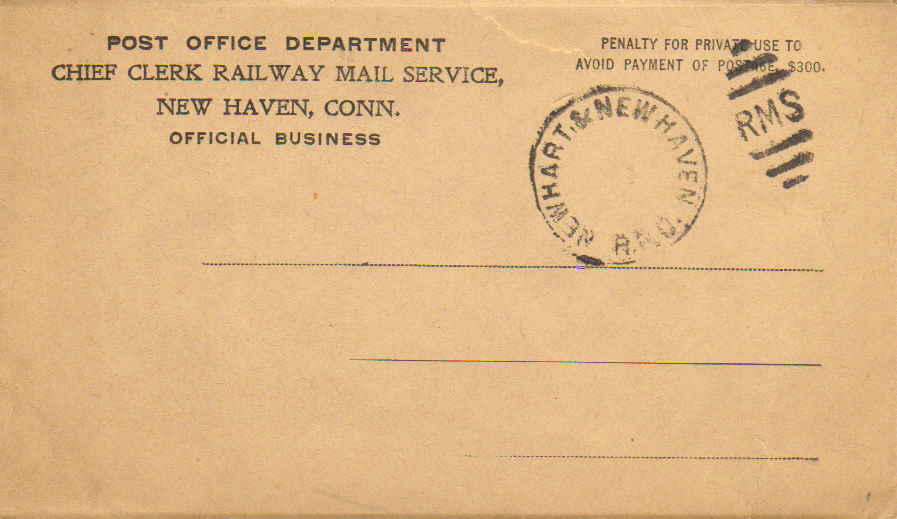 POST OFFICE DEPARTMENT
CHIEF CLERK RAILWAY MAIL SERVICE,
NEW HAVEN, CONN.
OFFICIAL BUSINESS
PENALTY FOR PRIVATE USE TO
AVOID PAYMENT OF POSTAGE, $300.
NEW HART. & NEW HAVEN R.P.O.
RMS